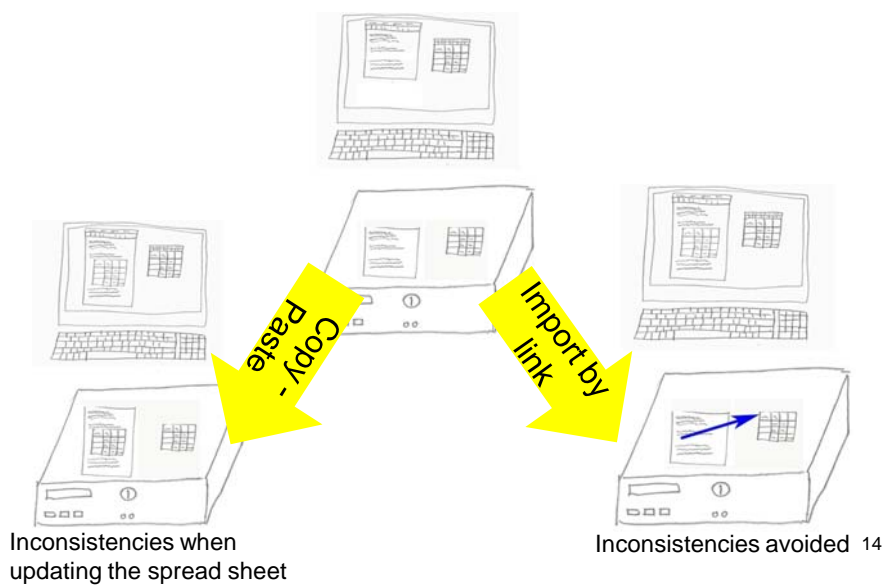 Copy -
Paste
Import by
link
Inconsistencies when
updating the spread sheet
Inconsistencies avoided
14